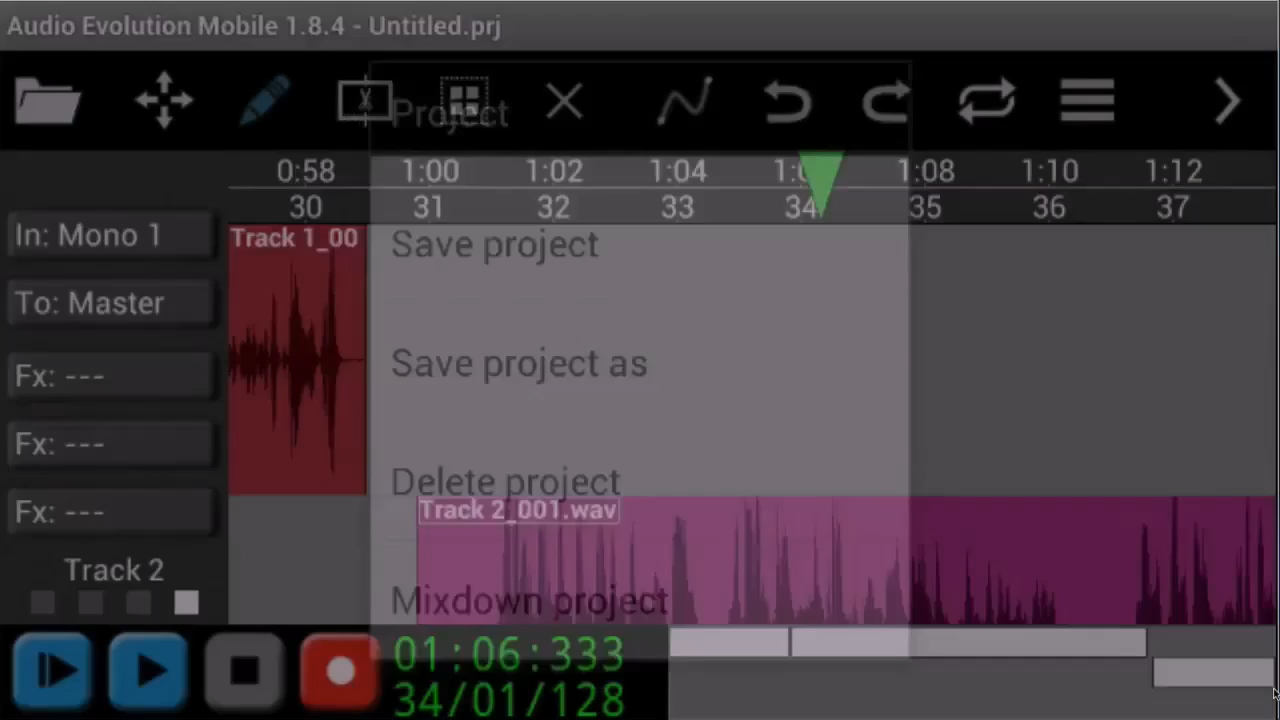 Audio Evolution Mobile 1.8.4 - Untitled.prj
Project
0:58 1:00 1:02 1:04 1:0 1:08 1:10 1:12
30 31 32 33 34 35 36 37
In: Mono 1
Track 1_00
Save project
To: Master
Save project as
Fx: ---
Fx: ---
Delete project
Fx: ---
Track 2_001.wav
Track 2
Mixdown project
01:06:333
34/01/128